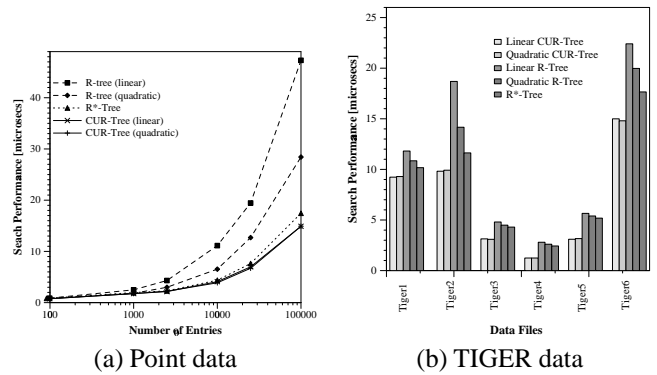 Seach Performance [microsecs]
40
30
20
10
0
R-tree (linear)
R-tree (quadratic)
R*-Tree
CUR-Tree (linear)
CUR-Tree (quadratic)
100
1000
10000
100000
Number of Entries
(a) Point data
Search Performance [microsecs]
25
20
15
10
5
0
Linear CUR-Tree
Quadratic CUR-Tree
Linear R-Tree
Quadratic R-Tree
R*-Tree
Tiger1
Tiger2
Tiger3
Tiger4
Tiger5
Tiger6
Data Files
(b) TIGER data